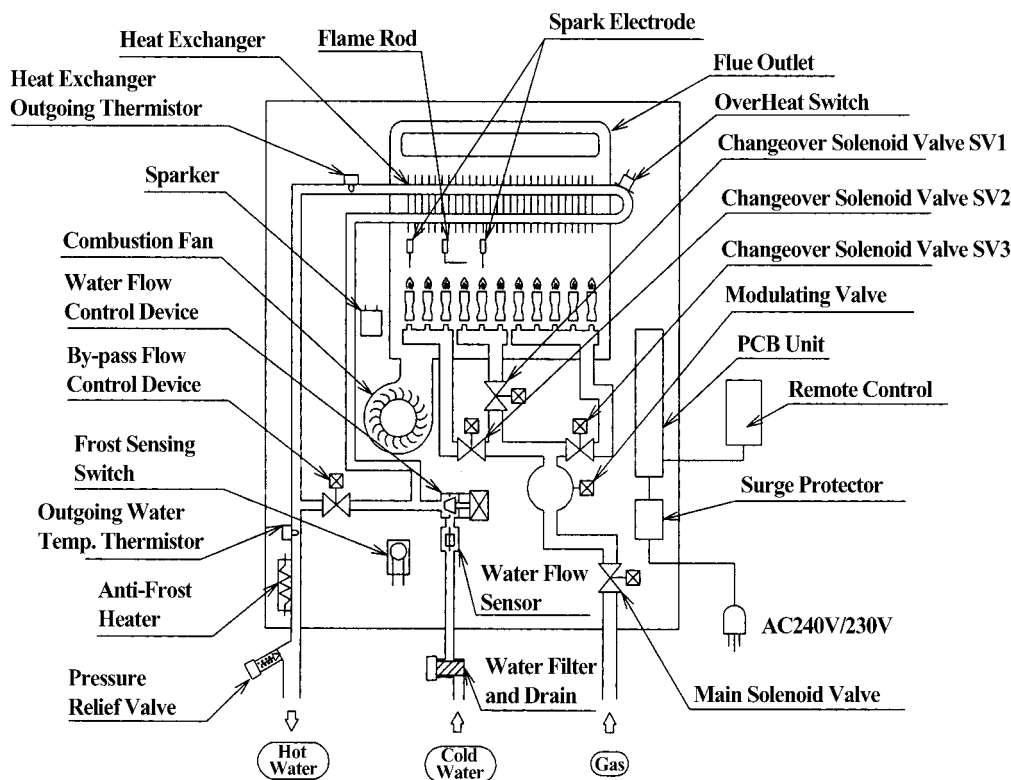 Spark Electrode
Heat Exchanger
Flame Rod
Flue Outlet
Heat Exchanger
Outgoing Thermistor
OverHeat Switch
Changeover Solenoid Valve SV1
Sparker
Changeover Solenoid Valve SV2
Combustion Fan
Changeover Solenoid Valve SV3
Water Flow
Control Device
Modulating Valve
By-pass Flow
Control Device
PCB Unit
Remote Control
Frost Sensing
Switch
Surge Protector
Outgoing Water
Temp. Thermistor
Water Flow
Sensor
Anti-Frost
Heater
AC240V/230V
Pressure
Relief Valve
Water Filter
and Drain
Main Solenoid Valve
Hot
Water
Cold
Water
Gas